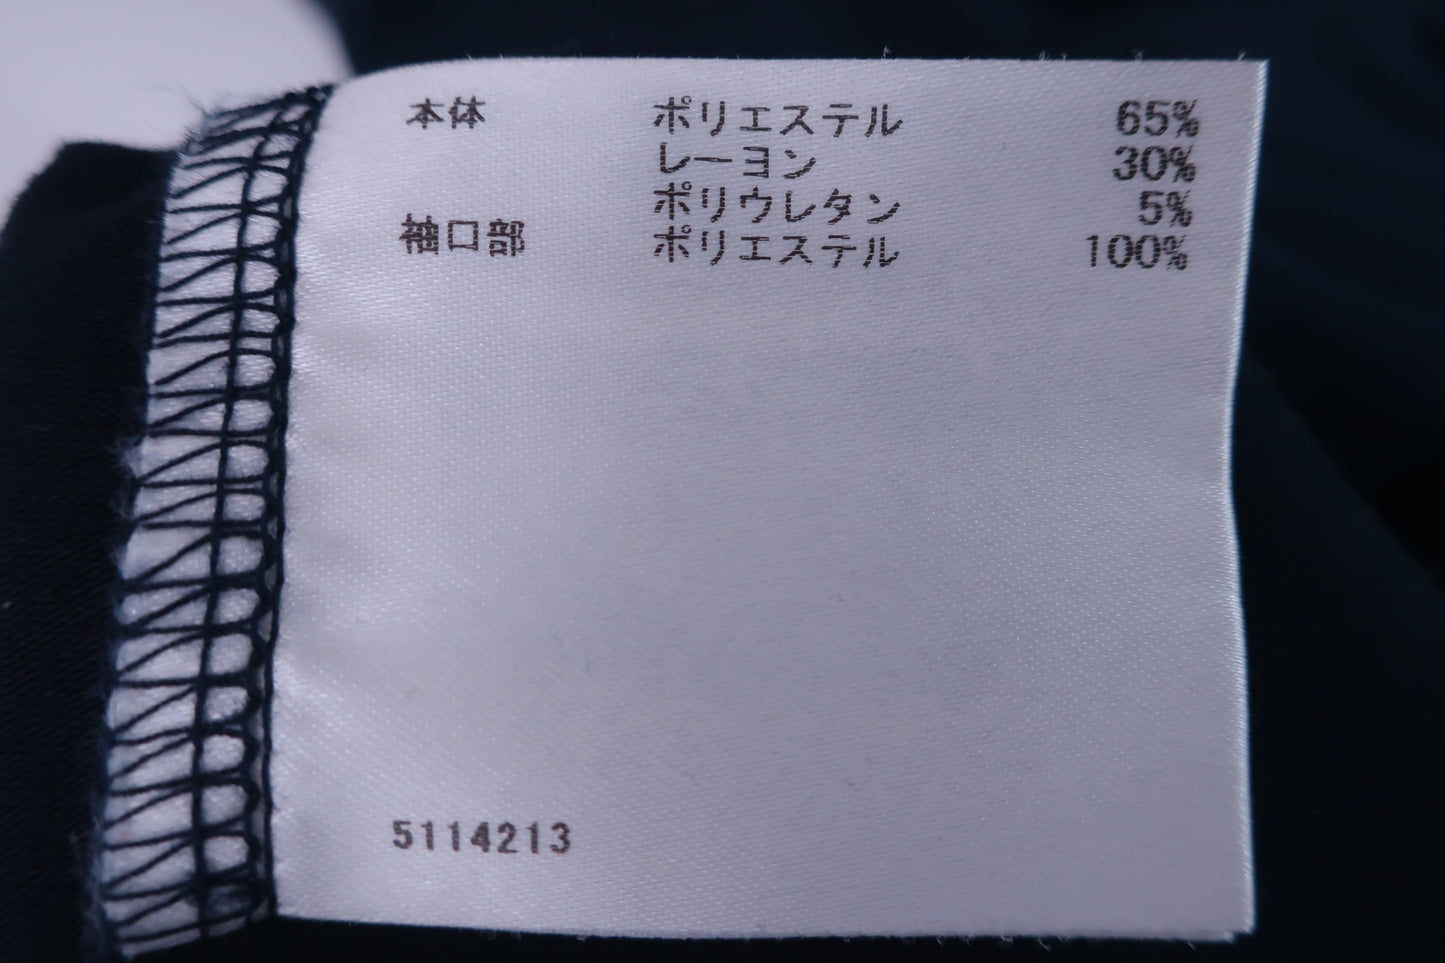 本体 ポリエステル 65%
レーヨン 30%
ポリウレタン 5%
袖口部 ポリエステル 100%
5114213